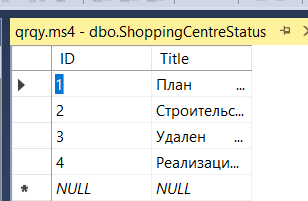 qrqy.ms4 - dbo.ShoppingCentreStatus
ID Title
1 План ...
2 Строительс...
3 Удален ...
4 Реализаци...
NULL NULL